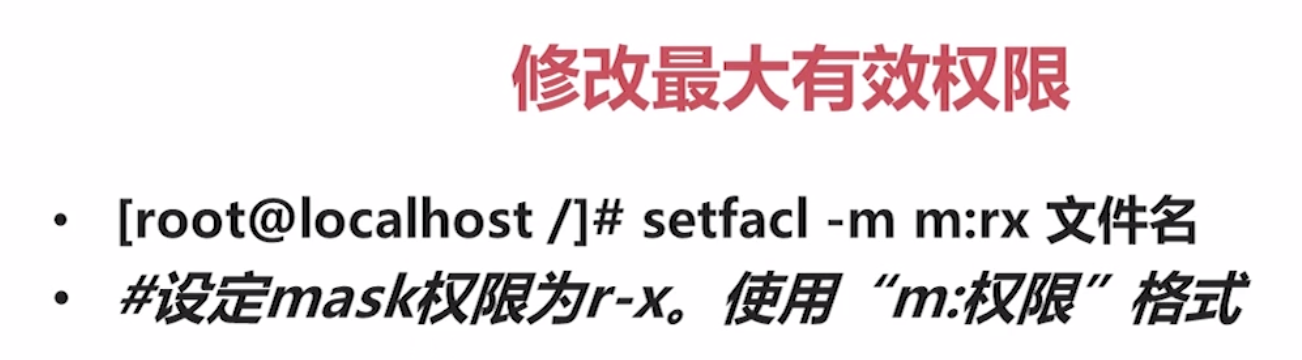 修改最大有效权限
• [root@localhost /]# setfacl -m m:rx 文件名
• #设定mask权限为r-x。使用“m:权限”格式